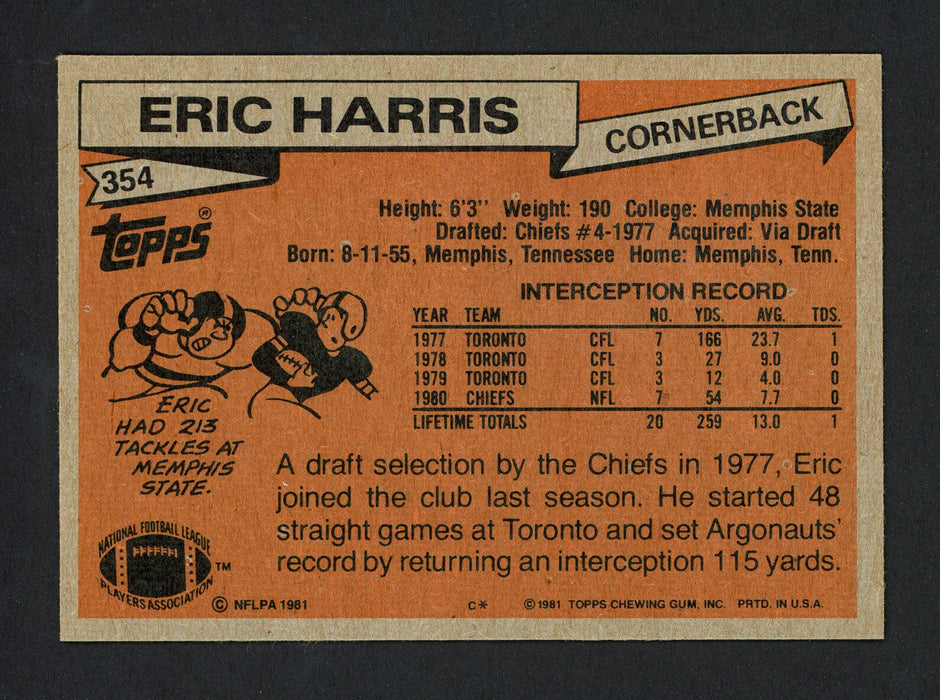 ERIC HARRIS
CORNERBACK
354
TOPPS®
Height: 6'3'' Weight: 190 College: Memphis State
Drafted: Chiefs #4-1977 Acquired: Via Draft
Born: 8-11-55, Memphis, Tennessee Home: Memphis, Tenn.
INTERCEPTION RECORD
YEAR TEAM NO. YDS. AVG. TDS.
1977 TORONTO CFL 7 166 23.7 1
1978 TORONTO CFL 3 27 9.0 0
1979 TORONTO CFL 3 12 4.0 0
1980 CHIEFS NFL 7 54 7.7 0
LIFETIME TOTALS 20 259 13.0 1
ERIC
HAD 213
TACKLES AT
MEMPHIS
STATE.
A draft selection by the Chiefs in 1977, Eric
joined the club last season. He started 48
straight games at Toronto and set Argonauts'
record by returning an interception 115 yards.
NATIONAL FOOTBALL LEAGUE
PLAYERS ASSOCIATION
™
© NFLPA 1981 C* © 1981 TOPPS CHEWING GUM, INC. PRTD. IN U.S.A.